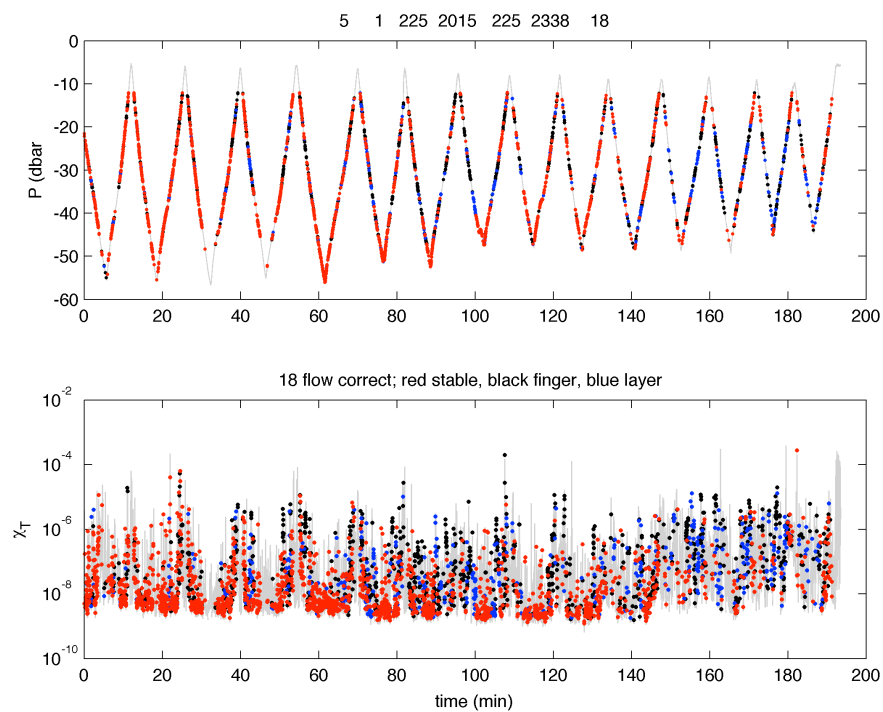 5 1 225 2015 225 2338 18
0
-10
-20
-30
-40
-50
-60
P (dbar
0 20 40 60 80 100 120 140 160 180 200
18 flow correct; red stable, black finger, blue layer
10^-2
10^-4
10^-6
10^-8
10^-10
χ_T
0 20 40 60 80 100 120 140 160 180 200
time (min)